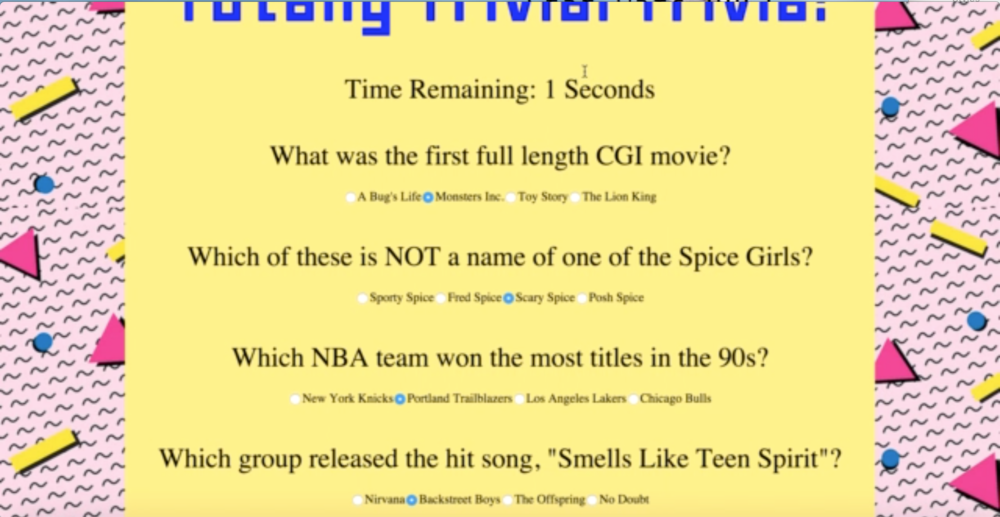 Totally Trivial Trivia!
Time Remaining: 1 Seconds
What was the first full length CGI movie?
A Bug's Life Monsters Inc. Toy Story The Lion King
Which of these is NOT a name of one of the Spice Girls?
Sporty Spice Fred Spice Scary Spice Posh Spice
Which NBA team won the most titles in the 90s?
New York Knicks Portland Trailblazers Los Angeles Lakers Chicago Bulls
Which group released the hit song, "Smells Like Teen Spirit"?
Nirvana Backstreet Boys The Offspring No Doubt